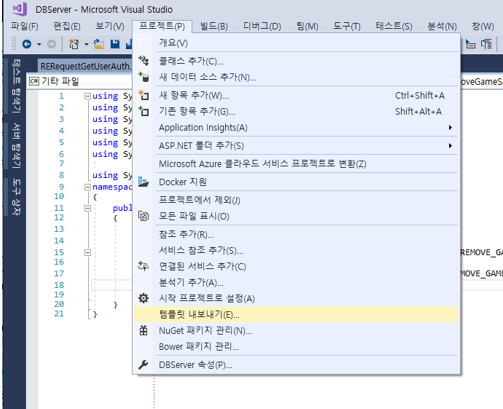 DBServer - Microsoft Visual Studio
파일(F) 편집(E) 보기(V) 프로젝트(P) 빌드(B) 디버그(D) 팀(M) 도구(T) 테스트(S) 분석(N) 창(
개요(V)
RERequestGetUserAuth.
클래스 추가(C)...
새 데이터 소스 추가(N)...
기타 파일
새 항목 추가(W)... Ctrl+Shift+A
기존 항목 추가(G)... Shift+Alt+A
Application Insights(A)
ASP.NET 폴더 추가(S)
Microsoft Azure 클라우드 서비스 프로젝트로 변환(Z)
Docker 지원
프로젝트에서 제외(J)
모든 파일 표시(O)
참조 추가(R)...
서비스 참조 추가(S)...
연결된 서비스 추가(C)
분석기 추가(A)...
시작 프로젝트로 설정(A)
템플릿 내보내기(E)...
NuGet 패키지 관리(N)...
Bower 패키지 관리...
DBServer 속성(P)...
테스트 탐색기
서버 탐색기
도구 상자
1 using Sy
2 using Sy
3 using Sy
4 using Sy
5 using Sy
6 using Sy
7
8 using Sy
9 namespace
10 {
11 pub
12 {
13
14
15
16
17
18
19
20 }
21 }
oveGameSe
REMOVE_GA
MOVE_GAME